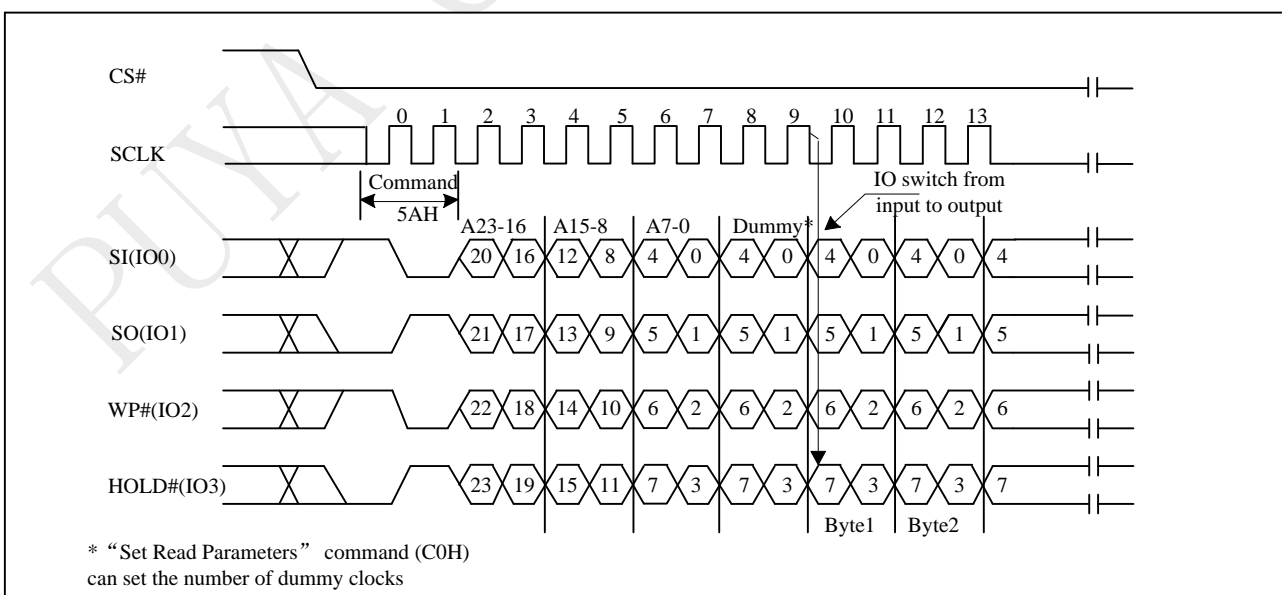 PUYA
CS#
0 1 2 3 4 5 6 7 8 9 10 11 12 13
SCLK
Command
5AH
IO switch from
input to output
A23-16 A15-8 A7-0 Dummy*
SI(IO0) 20 16 12 8 4 0 4 0 4 0 4 0 4
SO(IO1) 21 17 13 9 5 1 5 1 5 1 5 1 5
WP#(IO2) 22 18 14 10 6 2 6 2 6 2 6 2 6
HOLD#(IO3) 23 19 15 11 7 3 7 3 7 3 7 3 7
Byte1 Byte2
* “Set Read Parameters” command (C0H)
can set the number of dummy clocks